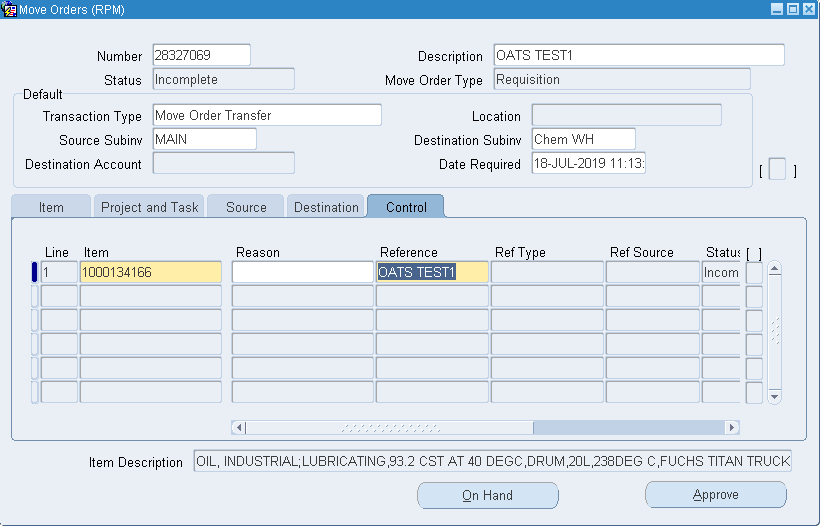 Move Orders (RPM)
Number 28327069 Description OATS TEST1
Status Incomplete Move Order Type Requisition
Default
Transaction Type Move Order Transfer Location
Source Subinv MAIN Destination Subinv Chem WH
Destination Account Date Required 18-JUL-2019 11:13:
[ ]
Item Project and Task Source Destination Control
Line Item Reason Reference Ref Type Ref Source Status [ ]
1 1000134166 OATS TEST1 Incom
Item Description OIL, INDUSTRIAL;LUBRICATING,93.2 CST AT 40 DEGC,DRUM,20L,238DEG C,FUCHS TITAN TRUCK
On Hand Approve